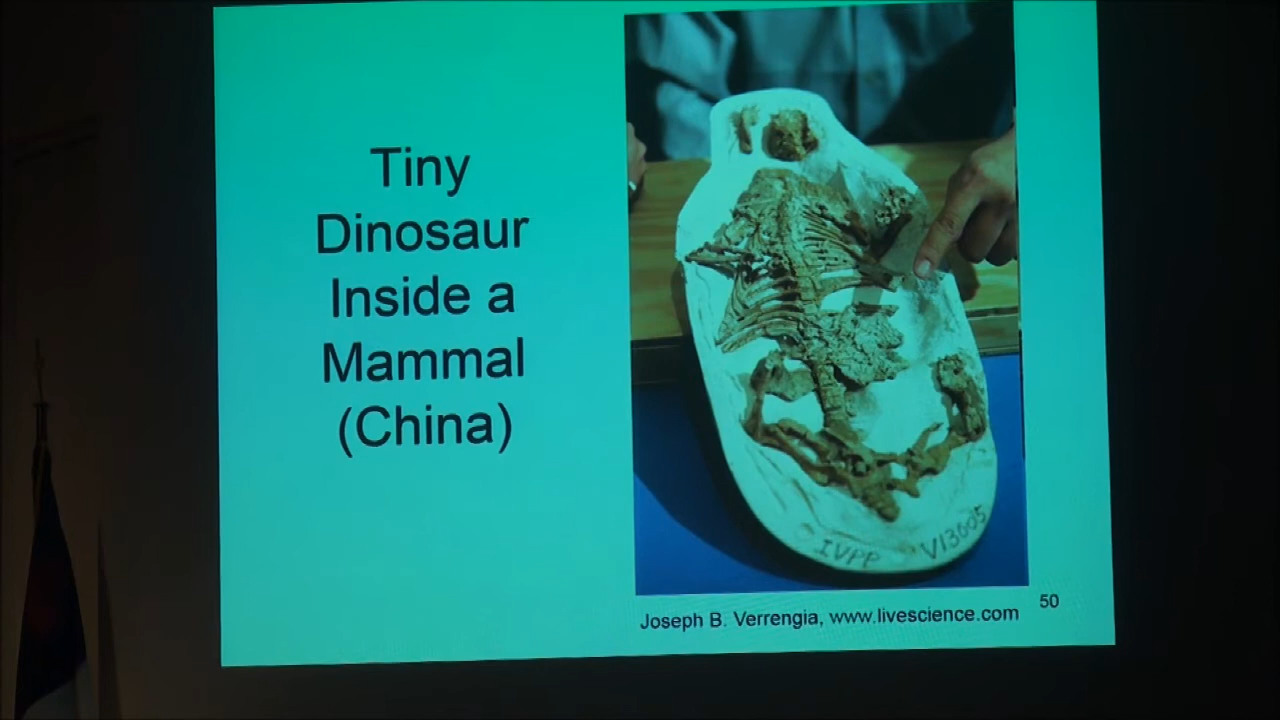 Tiny
Dinosaur
Inside a
Mammal
(China)
IVPP V13605
Joseph B. Verrengia, www.livescience.com
50